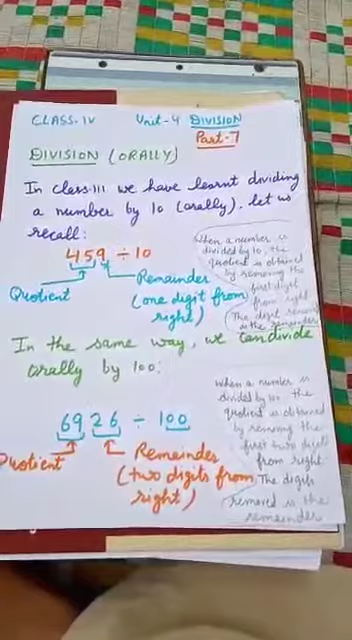 CLASS-IV Unit-4 DIVISION
Part-7
DIVISION (ORALLY)
In class-III we have learnt dividing
a number by 10 (orally). Let us
recall:
459 ÷ 10
Quotient
Remainder
(one digit from
right)
When a number is
divided by 10, the
quotient is obtained
by removing the
first digit
from right
The digit
is the remainder
In the same way, we can divide
orally by 100:
6926 ÷ 100
Quotient
Remainder
(two digits from
right)
When a number is
divided by 100, the
quotient is obtained
by removing the
first two digits
from right
The digits
removed is the
remainder